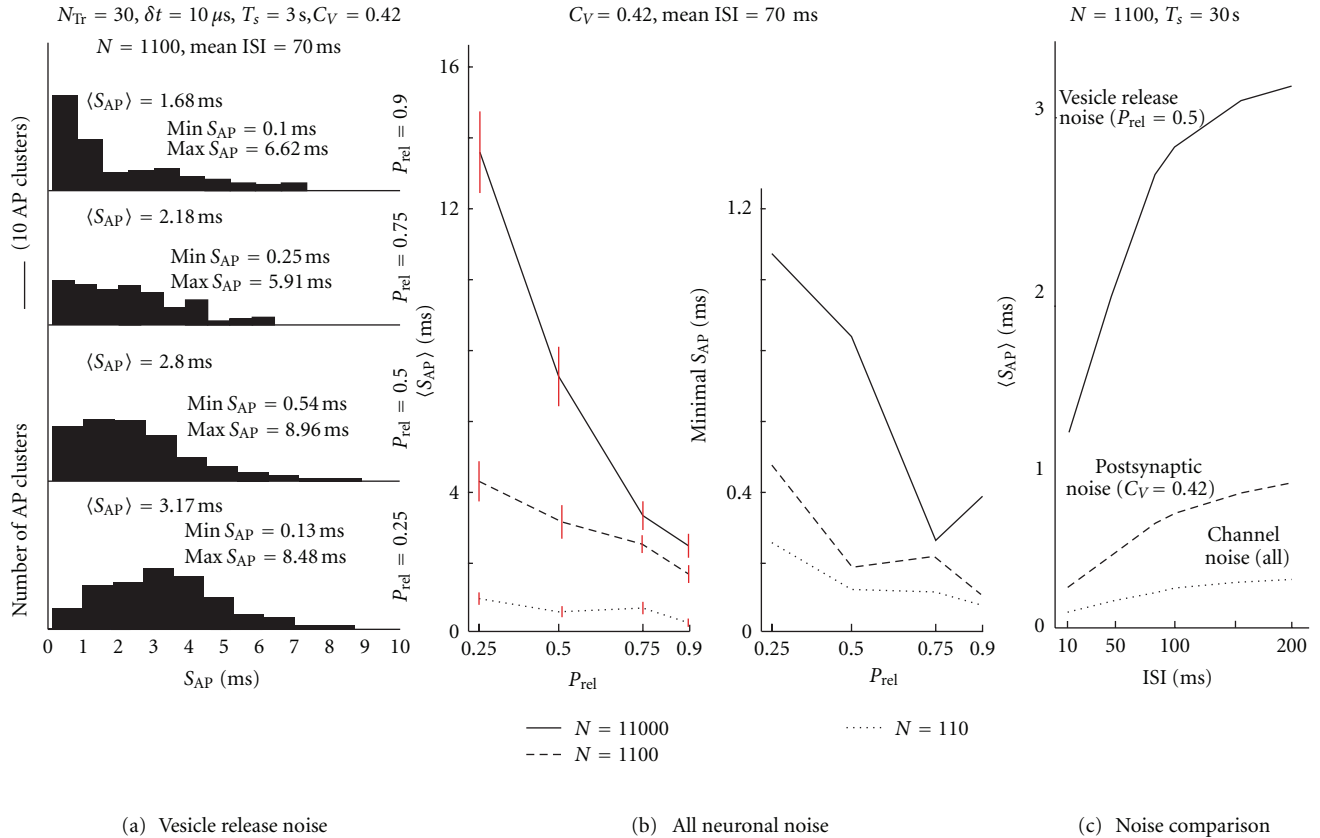 N_Tr = 30, δt = 10 μs, T_s = 3 s, C_V = 0.42
N = 1100, mean ISI = 70 ms
Number of AP clusters —— (10 AP clusters)
⟨S_AP⟩ = 1.68 ms
Min S_AP = 0.1 ms
Max S_AP = 6.62 ms
P_rel = 0.9
⟨S_AP⟩ = 2.18 ms
Min S_AP = 0.25 ms
Max S_AP = 5.91 ms
P_rel = 0.75
⟨S_AP⟩ = 2.8 ms
Min S_AP = 0.54 ms
Max S_AP = 8.96 ms
P_rel = 0.5
⟨S_AP⟩ = 3.17 ms
Min S_AP = 0.13 ms
Max S_AP = 8.48 ms
P_rel = 0.25
0 1 2 3 4 5 6 7 8 9 10
S_AP (ms)
(a) Vesicle release noise
C_V = 0.42, mean ISI = 70 ms
⟨S_AP⟩ (ms)
16
12
4
0
0.25 0.5 0.75 0.9
P_rel
Minimal S_AP (ms)
1.2
0.4
0
0.25 0.5 0.75 0.9
P_rel
N = 11000
N = 1100
N = 110
(b) All neuronal noise
N = 1100, T_s = 30 s
⟨S_AP⟩ (ms)
3
2
1
0
Vesicle release
noise (P_rel = 0.5)
Postsynaptic
noise (C_V = 0.42)
Channel
noise (all)
10 50 100 200
ISI (ms)
(c) Noise comparison